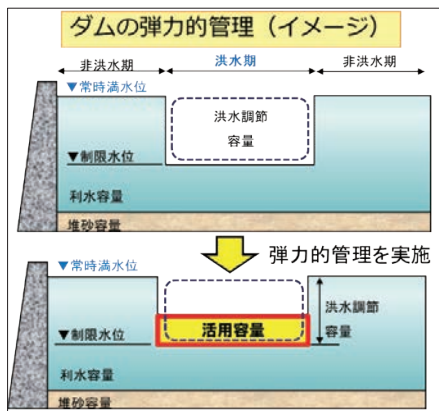 ダムの弾力的管理（イメージ）
非洪水期
洪水期
非洪水期
▼常時満水位
洪水調節
容量
▼制限水位
利水容量
堆砂容量
弾力的管理を実施
▼常時満水位
洪水調節
容量
活用容量
▼制限水位
利水容量
堆砂容量